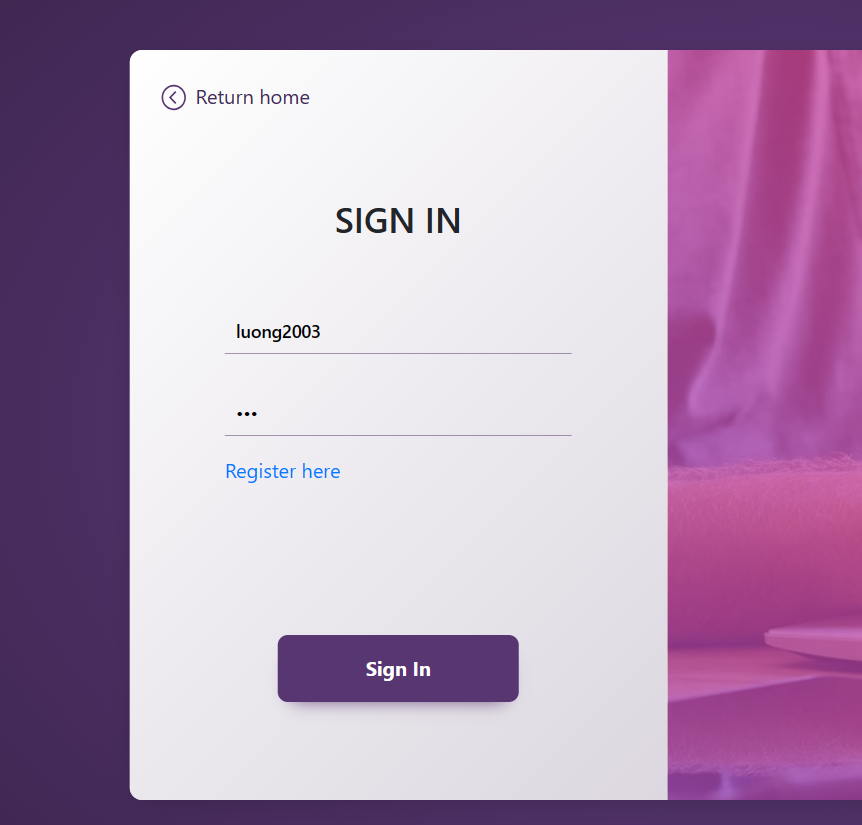 Return home
SIGN IN
luong2003
•••
Register here
Sign In